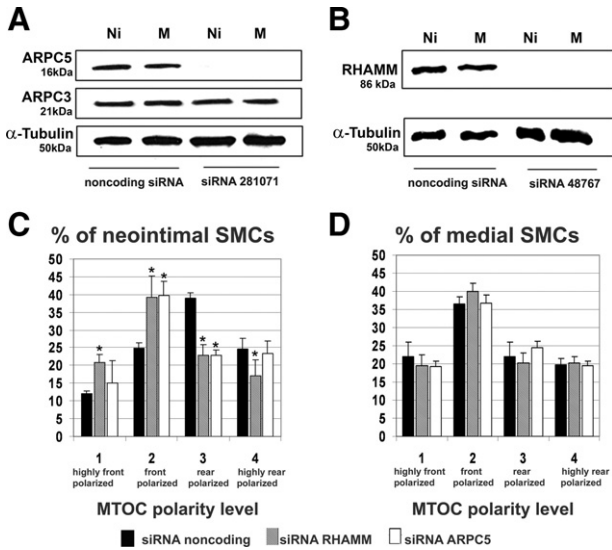 A
Ni M Ni M
ARPC5
16kDa
ARPC3
21kDa
α-Tubulin
50kDa
noncoding siRNA siRNA 281071
B
Ni M Ni M
RHAMM
86 kDa
α-Tubulin
50kDa
noncoding siRNA siRNA 48767
C
% of neointimal SMCs
50
45
40
35
30
25
20
15
10
5
0
* * * * * *
1 2 3 4
highly front polarized front polarized rear polarized highly rear polarized
MTOC polarity level
D
% of medial SMCs
50
45
40
35
30
25
20
15
10
5
0
1 2 3 4
highly front polarized front polarized rear polarized highly rear polarized
MTOC polarity level
siRNA noncoding siRNA RHAMM siRNA ARPC5